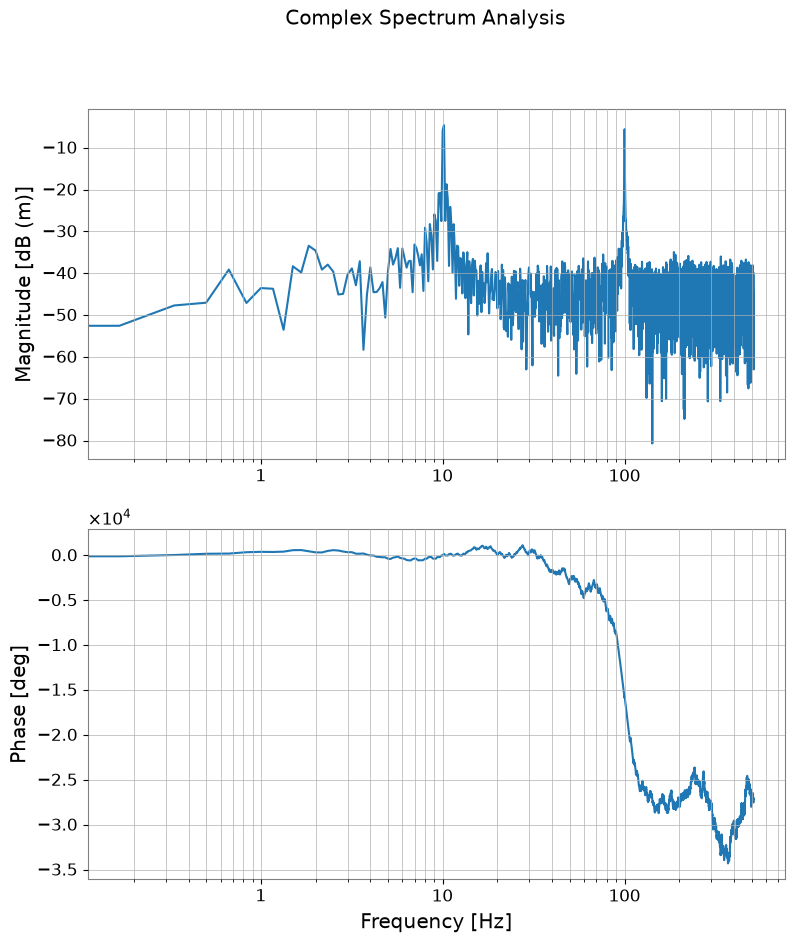 Complex Spectrum Analysis
Magnitude [dB (m)]
−10
−20
−30
−40
−50
−60
−70
−80
1 10 100
×10⁴
Phase [deg]
0.0
−0.5
−1.0
−1.5
−2.0
−2.5
−3.0
−3.5
1 10 100
Frequency [Hz]